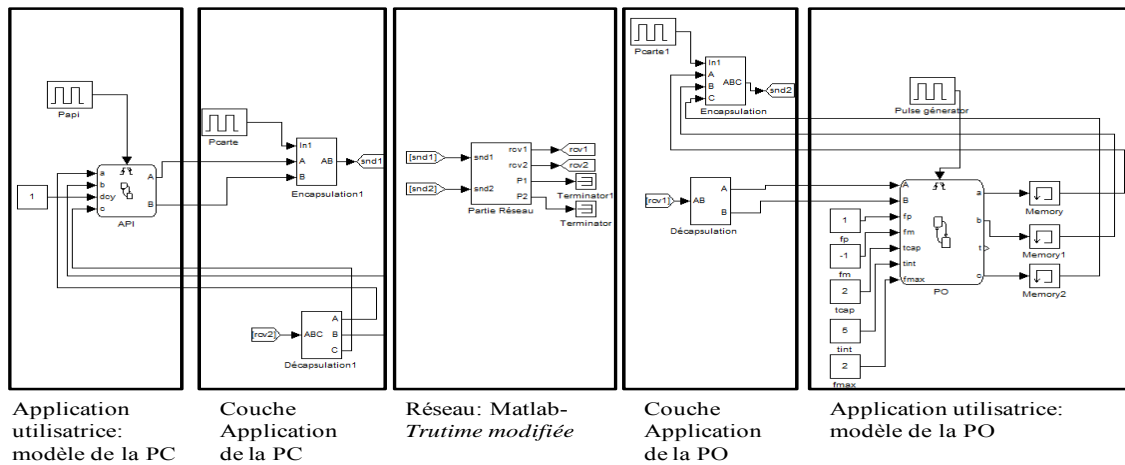 Papi
a
b
dcy
c
A
B
API
1
Pcarte
In1
A
B
AB
snd1
Encapsulation1
[rcv2]
ABC
A
B
C
Décapsulation1
[snd1]
[snd2]
snd1
snd2
rcv1
rcv2
P1
P2
Partie Réseau
rcv1
rcv2
Terminator1
Terminator
Pcarte1
In1
A
B
C
ABC
snd2
Encapsulation
[rcv1]
AB
A
B
Décapsulation
Pulse génerator
A
B
fp
fm
tcap
tint
fmax
a
b
t
c
PO
1
fp
-1
fm
2
tcap
5
tint
2
fmax
Memory
Memory1
Memory2
Application
utilisatrice:
modèle de la PC
Couche
Application
de la PC
Réseau: Matlab-
Trutime modifiée
Couche
Application
de la PO
Application utilisatrice:
modèle de la PO